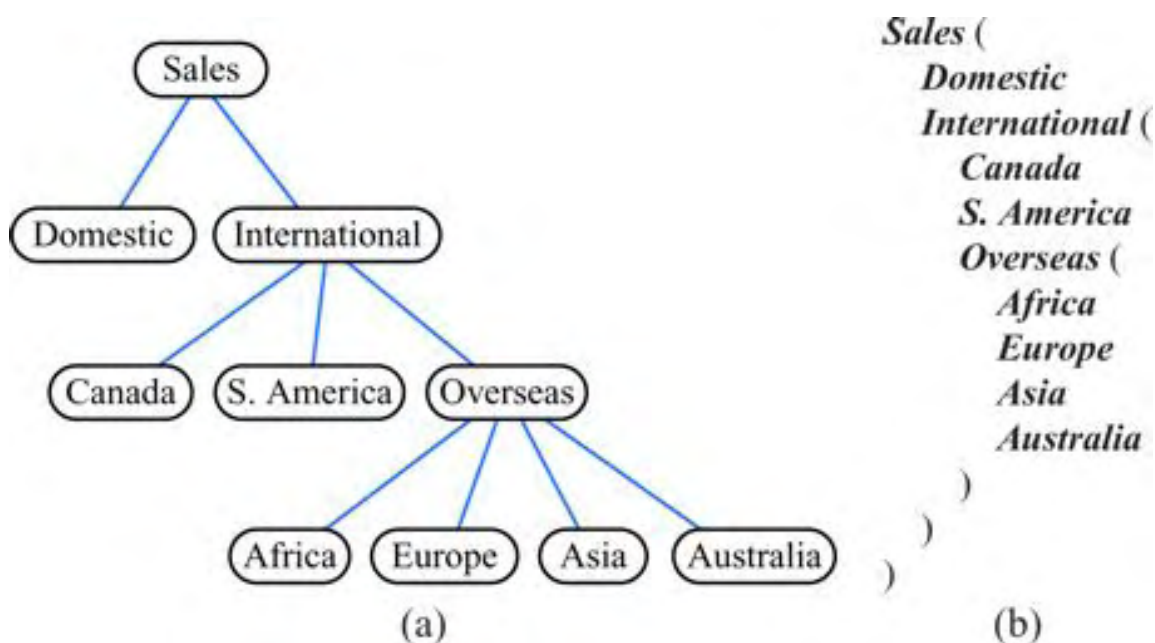 Sales
Domestic International
Canada S. America Overseas
Africa Europe Asia Australia
(a)
Sales (
Domestic
International (
Canada
S. America
Overseas (
Africa
Europe
Asia
Australia
)
)
)
(b)